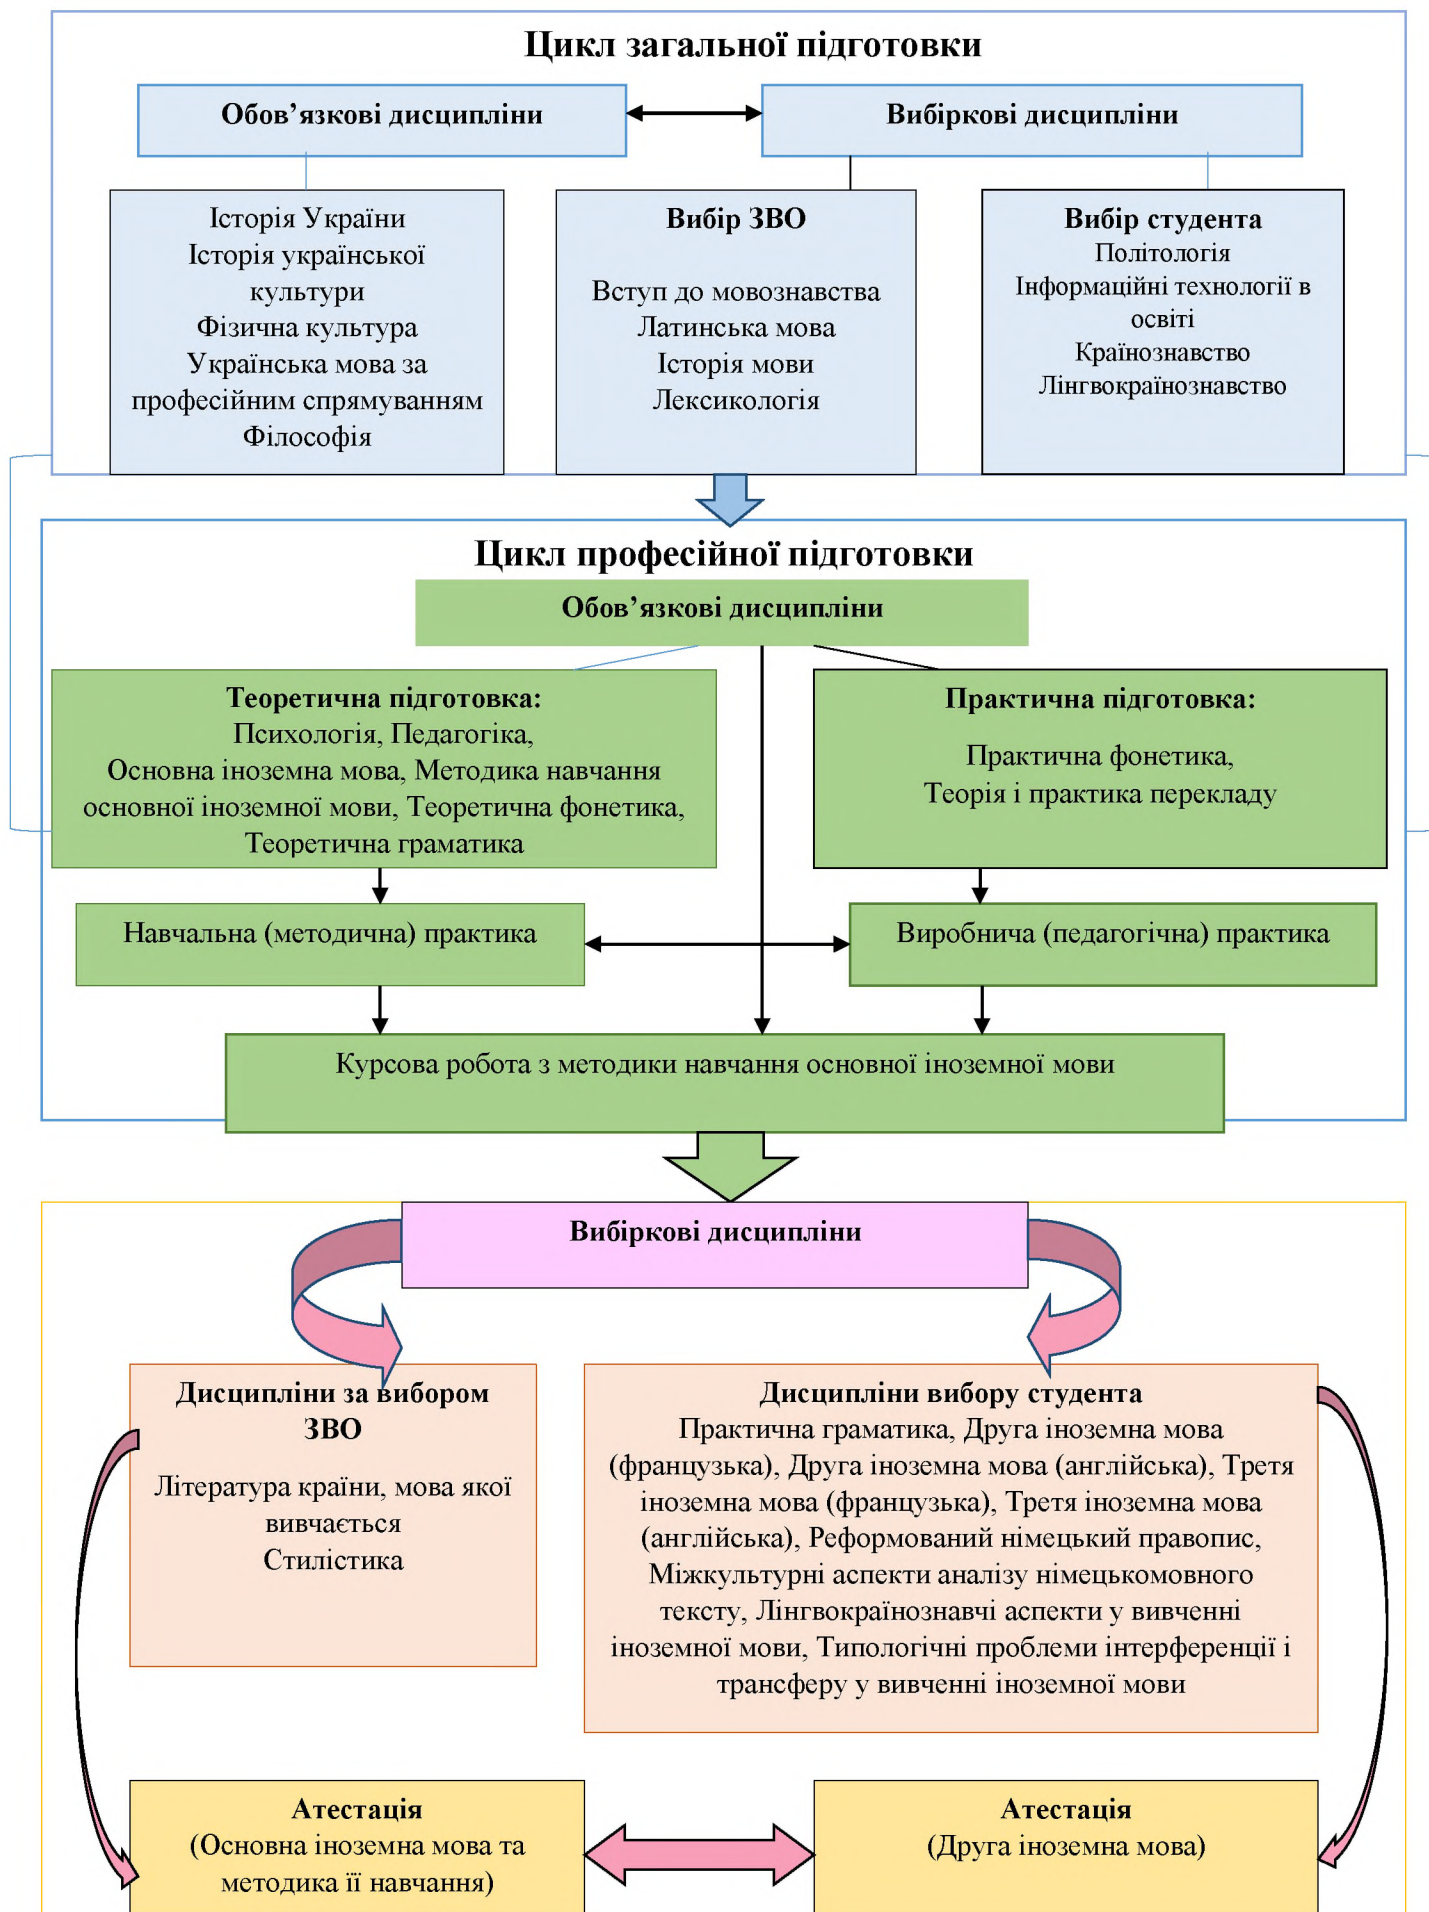 Цикл загальної підготовки
Обов’язкові дисципліни
Вибіркові дисципліни
Історія України
Історія української
культури
Фізична культура
Українська мова за
професійним спрямуванням
Філософія
Вибір ЗВО
Вступ до мовознавства
Латинська мова
Історія мови
Лексикологія
Вибір студента
Політологія
Інформаційні технології в
освіті
Країнознавство
Лінгвокраїнознавство
Цикл професійної підготовки
Обов’язкові дисципліни
Теоретична підготовка:
Психологія, Педагогіка,
Основна іноземна мова, Методика навчання
основної іноземної мови, Теоретична фонетика,
Теоретична граматика
Практична підготовка:
Практична фонетика,
Теорія і практика перекладу
Навчальна (методична) практика
Виробнича (педагогічна) практика
Курсова робота з методики навчання основної іноземної мови
Вибіркові дисципліни
Дисципліни за вибором
ЗВО
Література країни, мова якої
вивчається
Стилістика
Дисципліни вибору студента
Практична граматика, Друга іноземна мова
(французька), Друга іноземна мова (англійська), Третя
іноземна мова (французька), Третя іноземна мова
(англійська), Реформований німецький правопис,
Міжкультурні аспекти аналізу німецькомовного
тексту, Лінгвокраїнознавчі аспекти у вивченні
іноземної мови, Типологічні проблеми інтерференції і
трансферу у вивченні іноземної мови
Атестація
(Основна іноземна мова та
методика її навчання)
Атестація
(Друга іноземна мова)